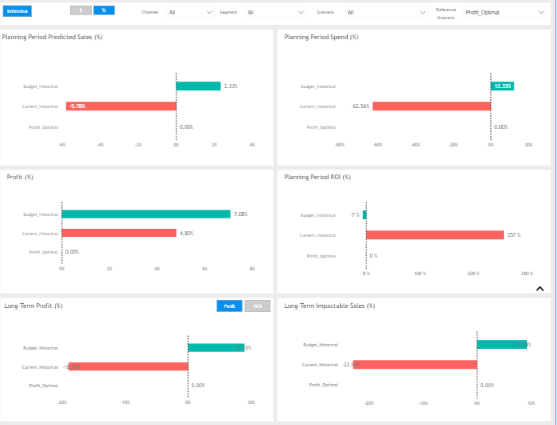 $ %
Channel All Segment All Scenario All Reference Scenario Profit_Optimal
Planning Period Predicted Sales (%)
Budget_Historical 2.33%
Current_Historical
Profit_Optimal 0.00%
-6% -4% -2% 0% 2% 4%
Planning Period Spend (%)
Budget_Historical 12.33%
Current_Historical -62.56%
Profit_Optimal 0.00%
-80% -60% -40% -20% 0% 20%
Profit (%)
Budget_Historical 7.08%
Current_Historical 4.80%
Profit_Optimal 0.00%
0% 2% 4% 6% 8%
Planning Period ROI (%)
Budget_Historical -7 %
Current_Historical 257 %
Profit_Optimal 0 %
0 % 100 % 200 % 300 %
Long-Term Profit (%)
Profit
Budget_Historical
Current_Historical
Profit_Optimal 0.00%
-20% -10% 0% 10%
Long-Term Impactable Sales (%)
Budget_Historical
Current_Historical
Profit_Optimal 0.00%
-20% -10% 0% 10%